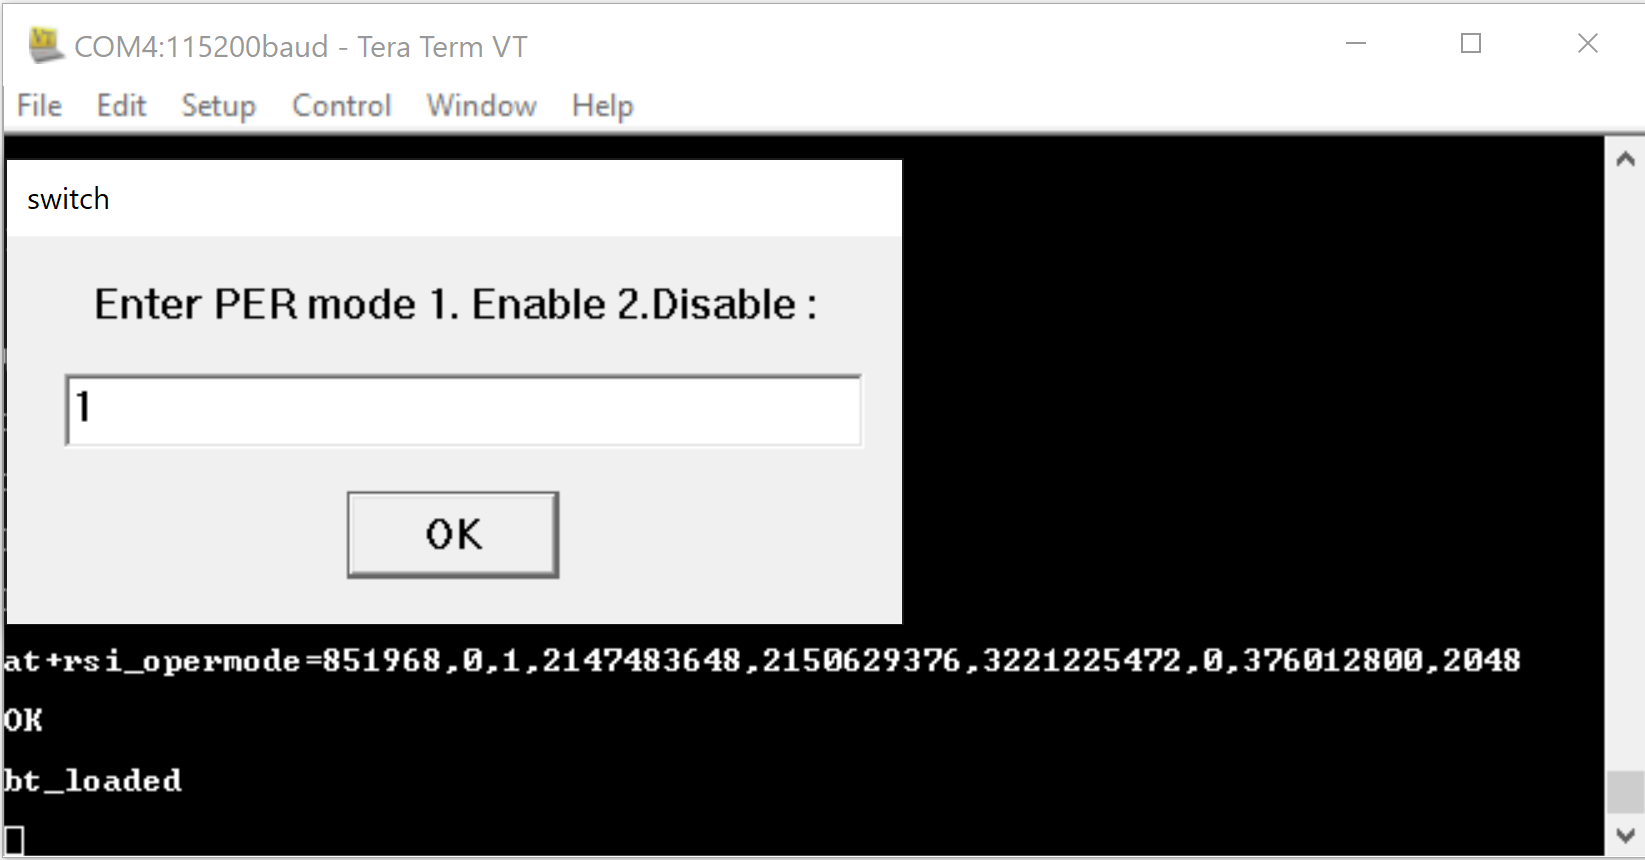 COM4:115200baud - Tera Term VT
File Edit Setup Control Window Help
switch
Enter PER mode 1. Enable 2.Disable :
1
OK
at+rsi_opermode=851968,0,1,2147483648,2150629376,3221225472,0,376012800,2048
OK
bt_loaded